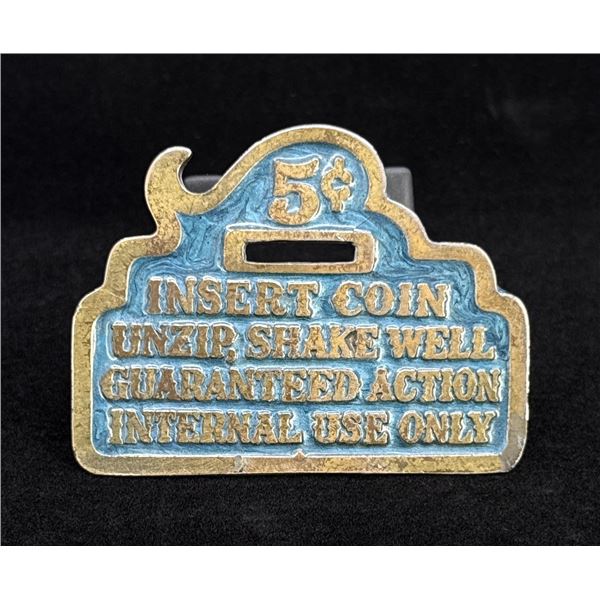 5¢
INSERT COIN
UNZIP, SHAKE WELL
GUARANTEED ACTION
INTERNAL USE ONLY